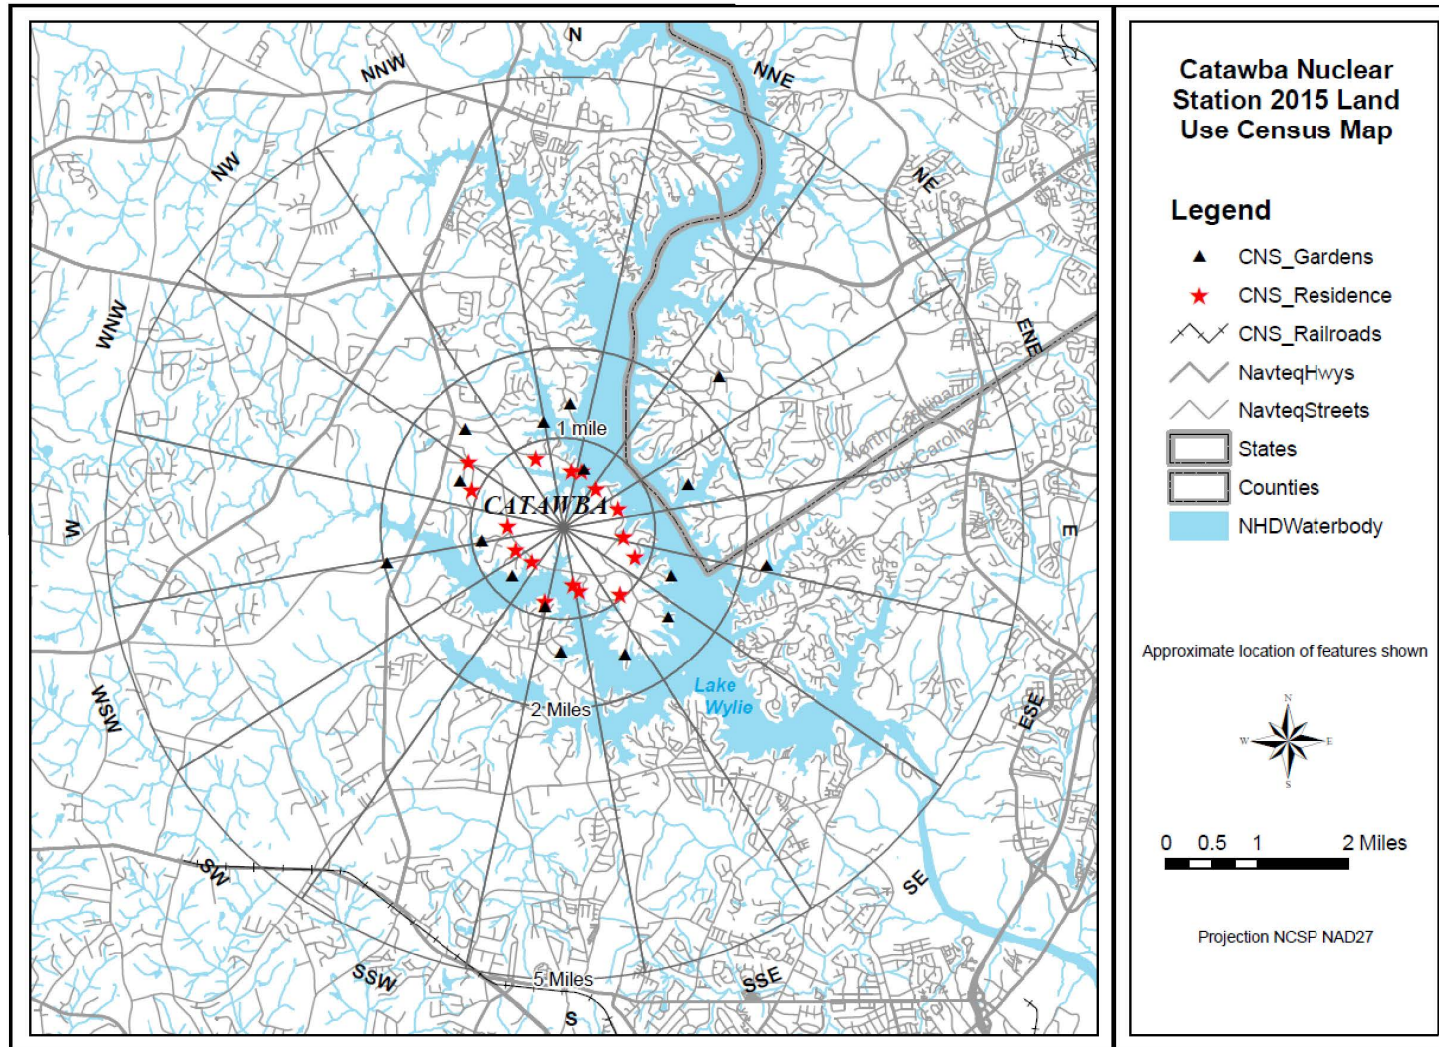 N
NNW
NNE
NW
NE
WNW
ENE
1 mile
North Carolina
South Carolina
CATAWBA
W
E
Lake
Wylie
WSW
2 Miles
ESE
SW
SE
SSW
5 Miles
SSE
S
Catawba Nuclear
Station 2015 Land
Use Census Map
Legend
CNS_Gardens
CNS_Residence
CNS_Railroads
NavteqHwys
NavteqStreets
States
Counties
NHDWaterbody
Approximate location of features shown
N
W E
S
0 0.5 1 2 Miles
Projection NCSP NAD27